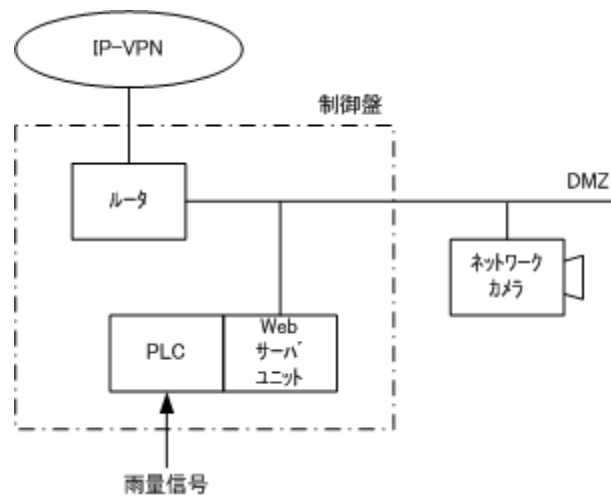 IP-VPN
制御盤
ルータ
DMZ
ネットワーク
カメラ
PLC
Web
サーバ
ユニット
雨量信号